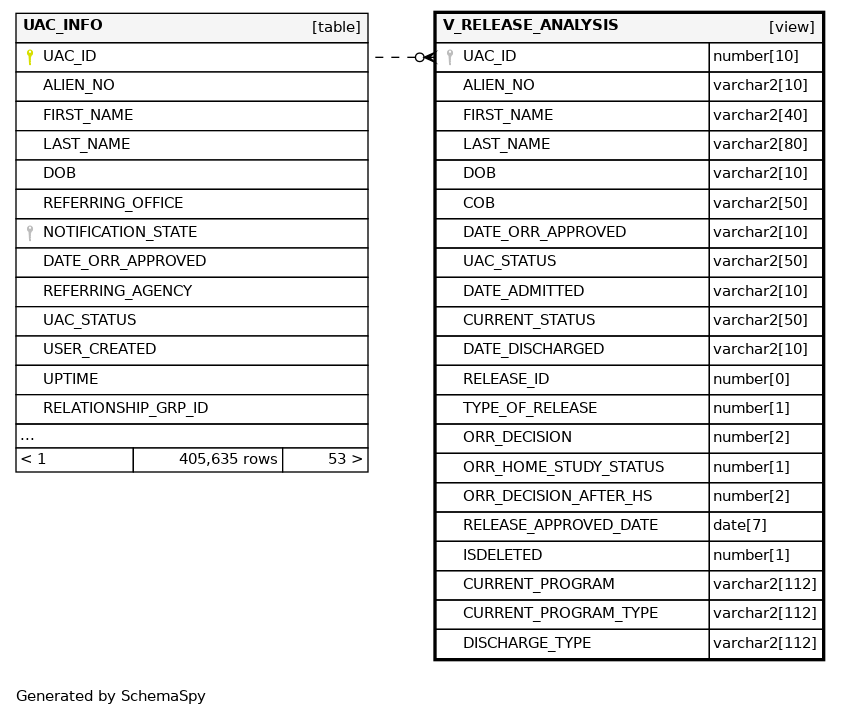 UAC_INFO [table]
UAC_ID
ALIEN_NO
FIRST_NAME
LAST_NAME
DOB
REFERRING_OFFICE
NOTIFICATION_STATE
DATE_ORR_APPROVED
REFERRING_AGENCY
UAC_STATUS
USER_CREATED
UPTIME
RELATIONSHIP_GRP_ID
...
< 1 405,635 rows 53 >
V_RELEASE_ANALYSIS [view]
UAC_ID number[10]
ALIEN_NO varchar2[10]
FIRST_NAME varchar2[40]
LAST_NAME varchar2[80]
DOB varchar2[10]
COB varchar2[50]
DATE_ORR_APPROVED varchar2[10]
UAC_STATUS varchar2[50]
DATE_ADMITTED varchar2[10]
CURRENT_STATUS varchar2[50]
DATE_DISCHARGED varchar2[10]
RELEASE_ID number[0]
TYPE_OF_RELEASE number[1]
ORR_DECISION number[2]
ORR_HOME_STUDY_STATUS number[1]
ORR_DECISION_AFTER_HS number[2]
RELEASE_APPROVED_DATE date[7]
ISDELETED number[1]
CURRENT_PROGRAM varchar2[112]
CURRENT_PROGRAM_TYPE varchar2[112]
DISCHARGE_TYPE varchar2[112]
Generated by SchemaSpy